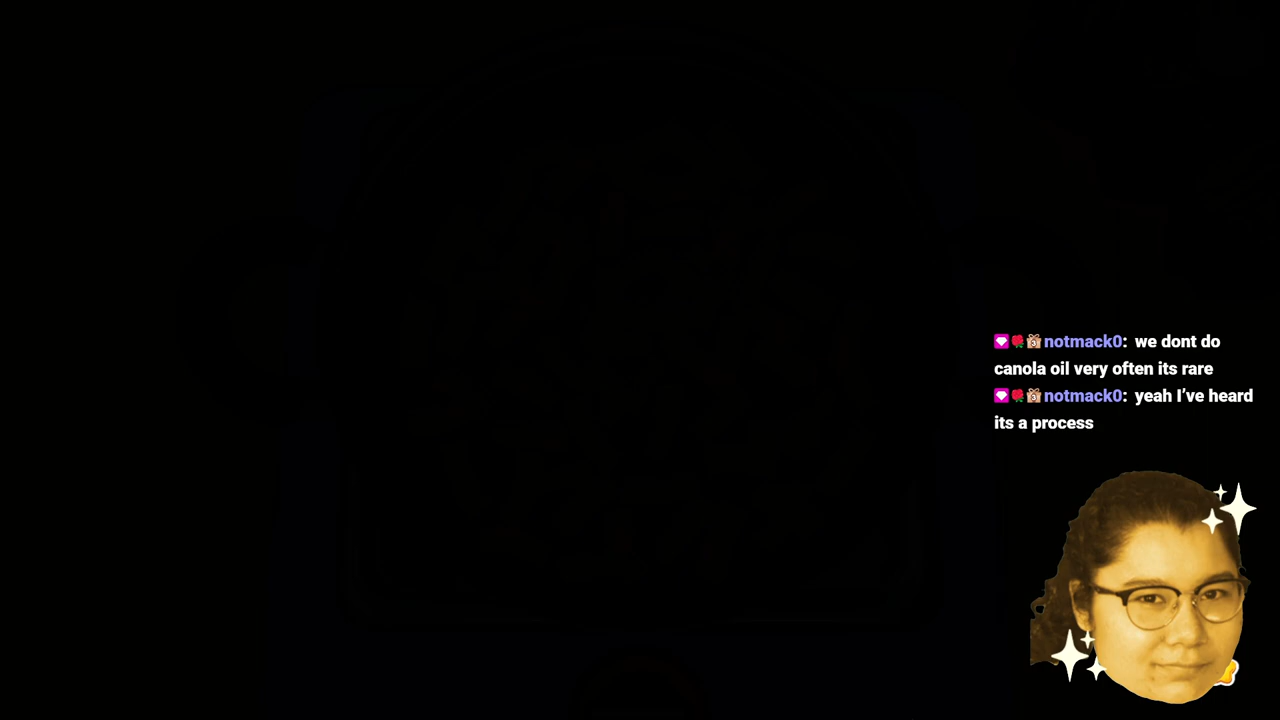 notmack0: we dont do
canola oil very often its rare
notmack0: yeah I’ve heard
its a process